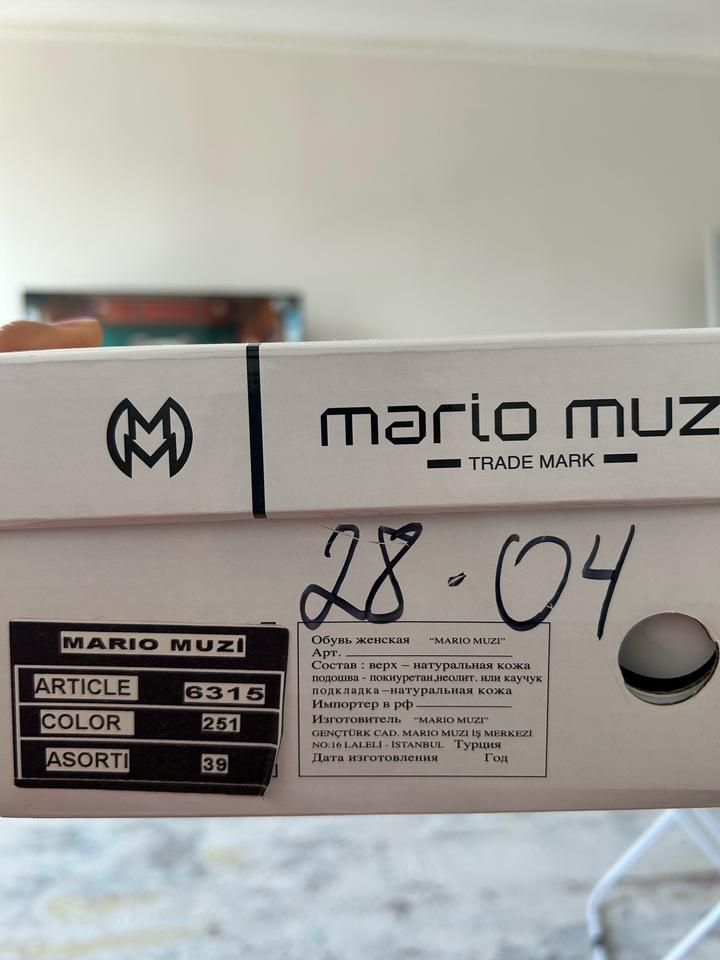 mario muz
TRADE MARK
28 - 04
MARIO MUZİ
ARTICLE 6315
COLOR 251
ASORTI 39
Обувь женская "MARIO MUZI"
Арт.
Состав : верх – натуральная кожа
подошва - покиуретан,неолит. или каучук
подкладка –натуральная кожа
Импортер в рф
Изготовитель "MARIO MUZI"
GENÇTÜRK CAD. MARIO MUZI İŞ MERKEZİ
NO:16 LALELİ - İSTANBUL Турция
Дата изготовления Год